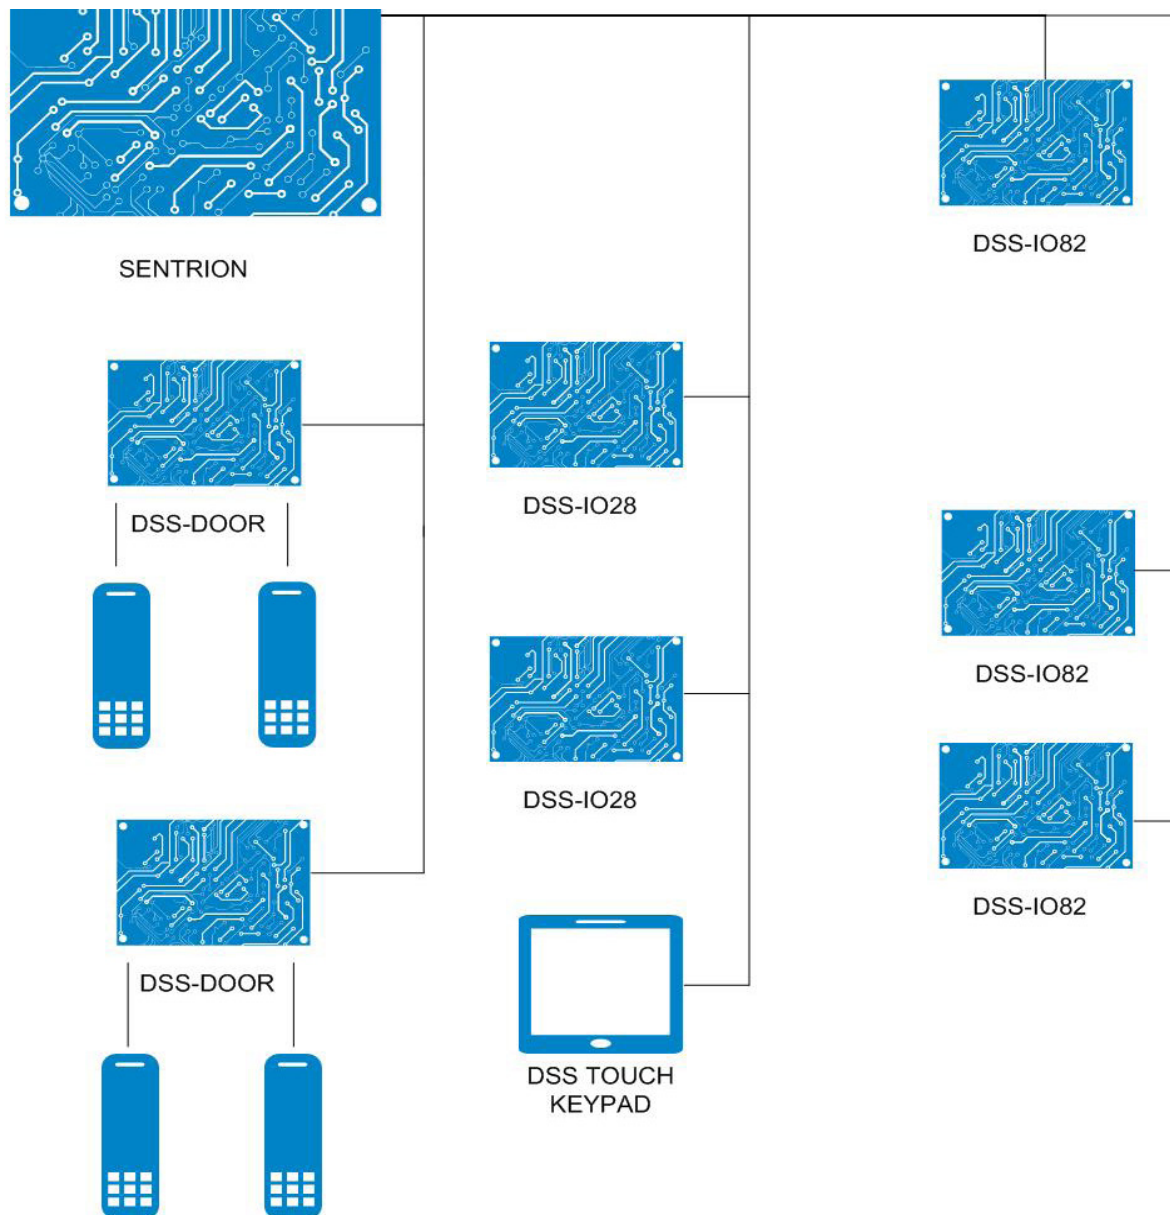 SENTRION
DSS-IO82
DSS-DOOR
DSS-IO28
DSS-IO82
DSS-IO28
DSS-IO82
DSS-DOOR
DSS TOUCH
KEYPAD